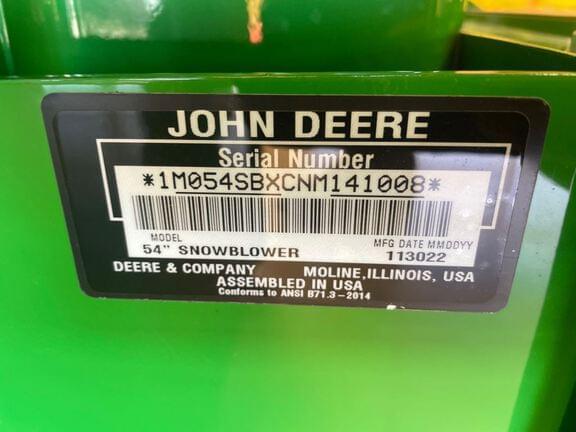 JOHN DEERE
Serial Number
*1M054SBXCNM141008*
MODEL
54" SNOWBLOWER
MFG DATE MMDDYY
113022
DEERE & COMPANY MOLINE, ILLINOIS, USA
ASSEMBLED IN USA
Conforms to ANSI B71.3-2014